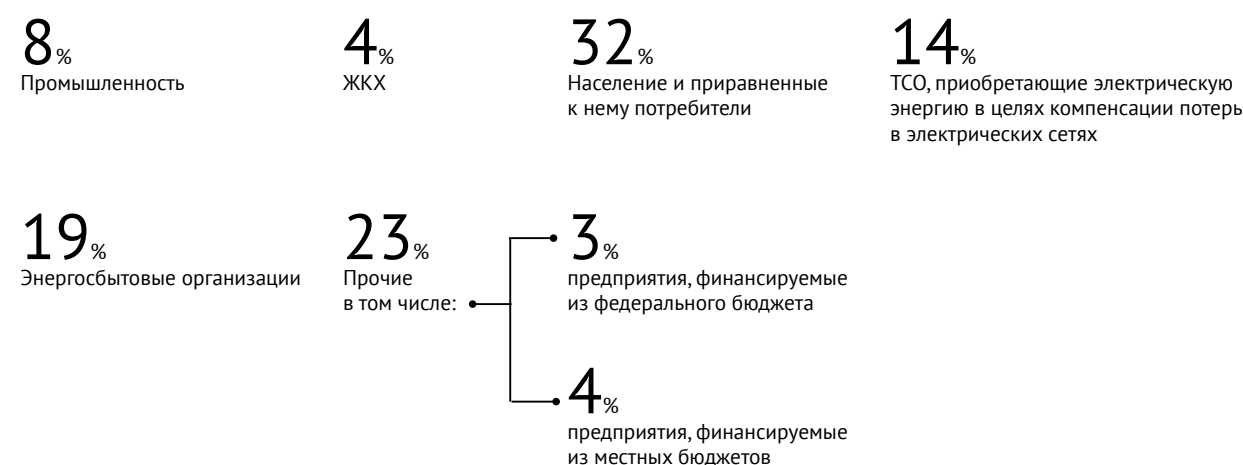 8%
Промышленность
4%
ЖКХ
32%
Население и приравненные
к нему потребители
14%
ТСО, приобретающие электрическую
энергию в целях компенсации потерь
в электрических сетях
19%
Энергосбытовые организации
23%
Прочие
в том числе:
3%
предприятия, финансируемые
из федерального бюджета
4%
предприятия, финансируемые
из местных бюджетов